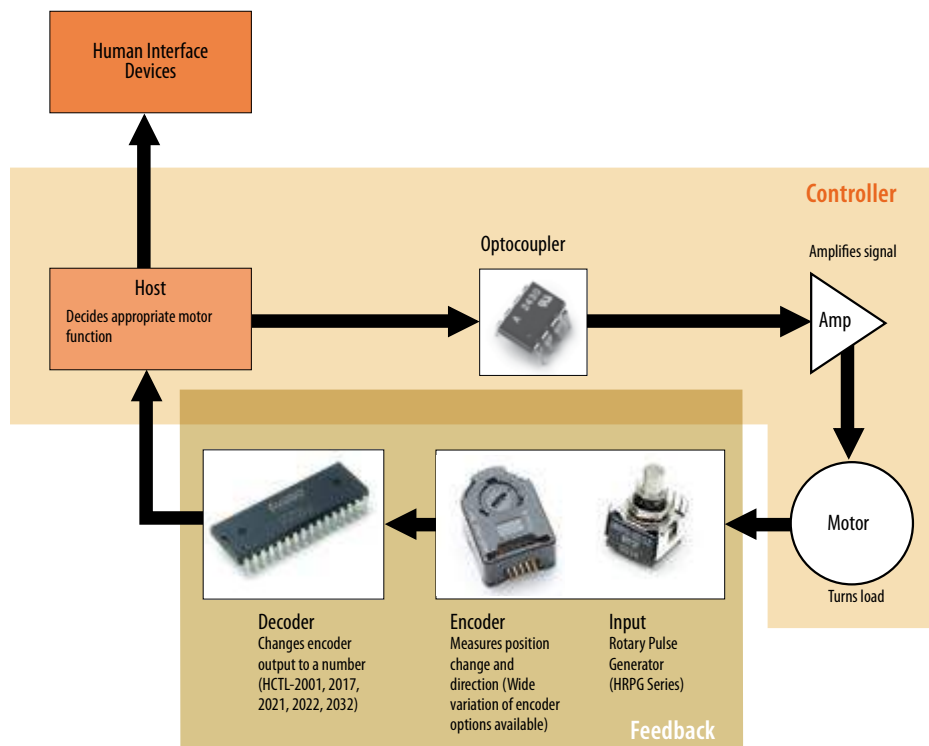 Human Interface
Devices
Controller
Optocoupler
Amplifies signal
Host
Decides appropriate motor
function
Amp
Motor
Turns load
Decoder
Changes encoder
output to a number
(HCTL-2001, 2017,
2021, 2022, 2032)
Encoder
Measures position
change and
direction (Wide
variation of encoder
options available)
Input
Rotary Pulse
Generator
(HRPG Series)
Feedback